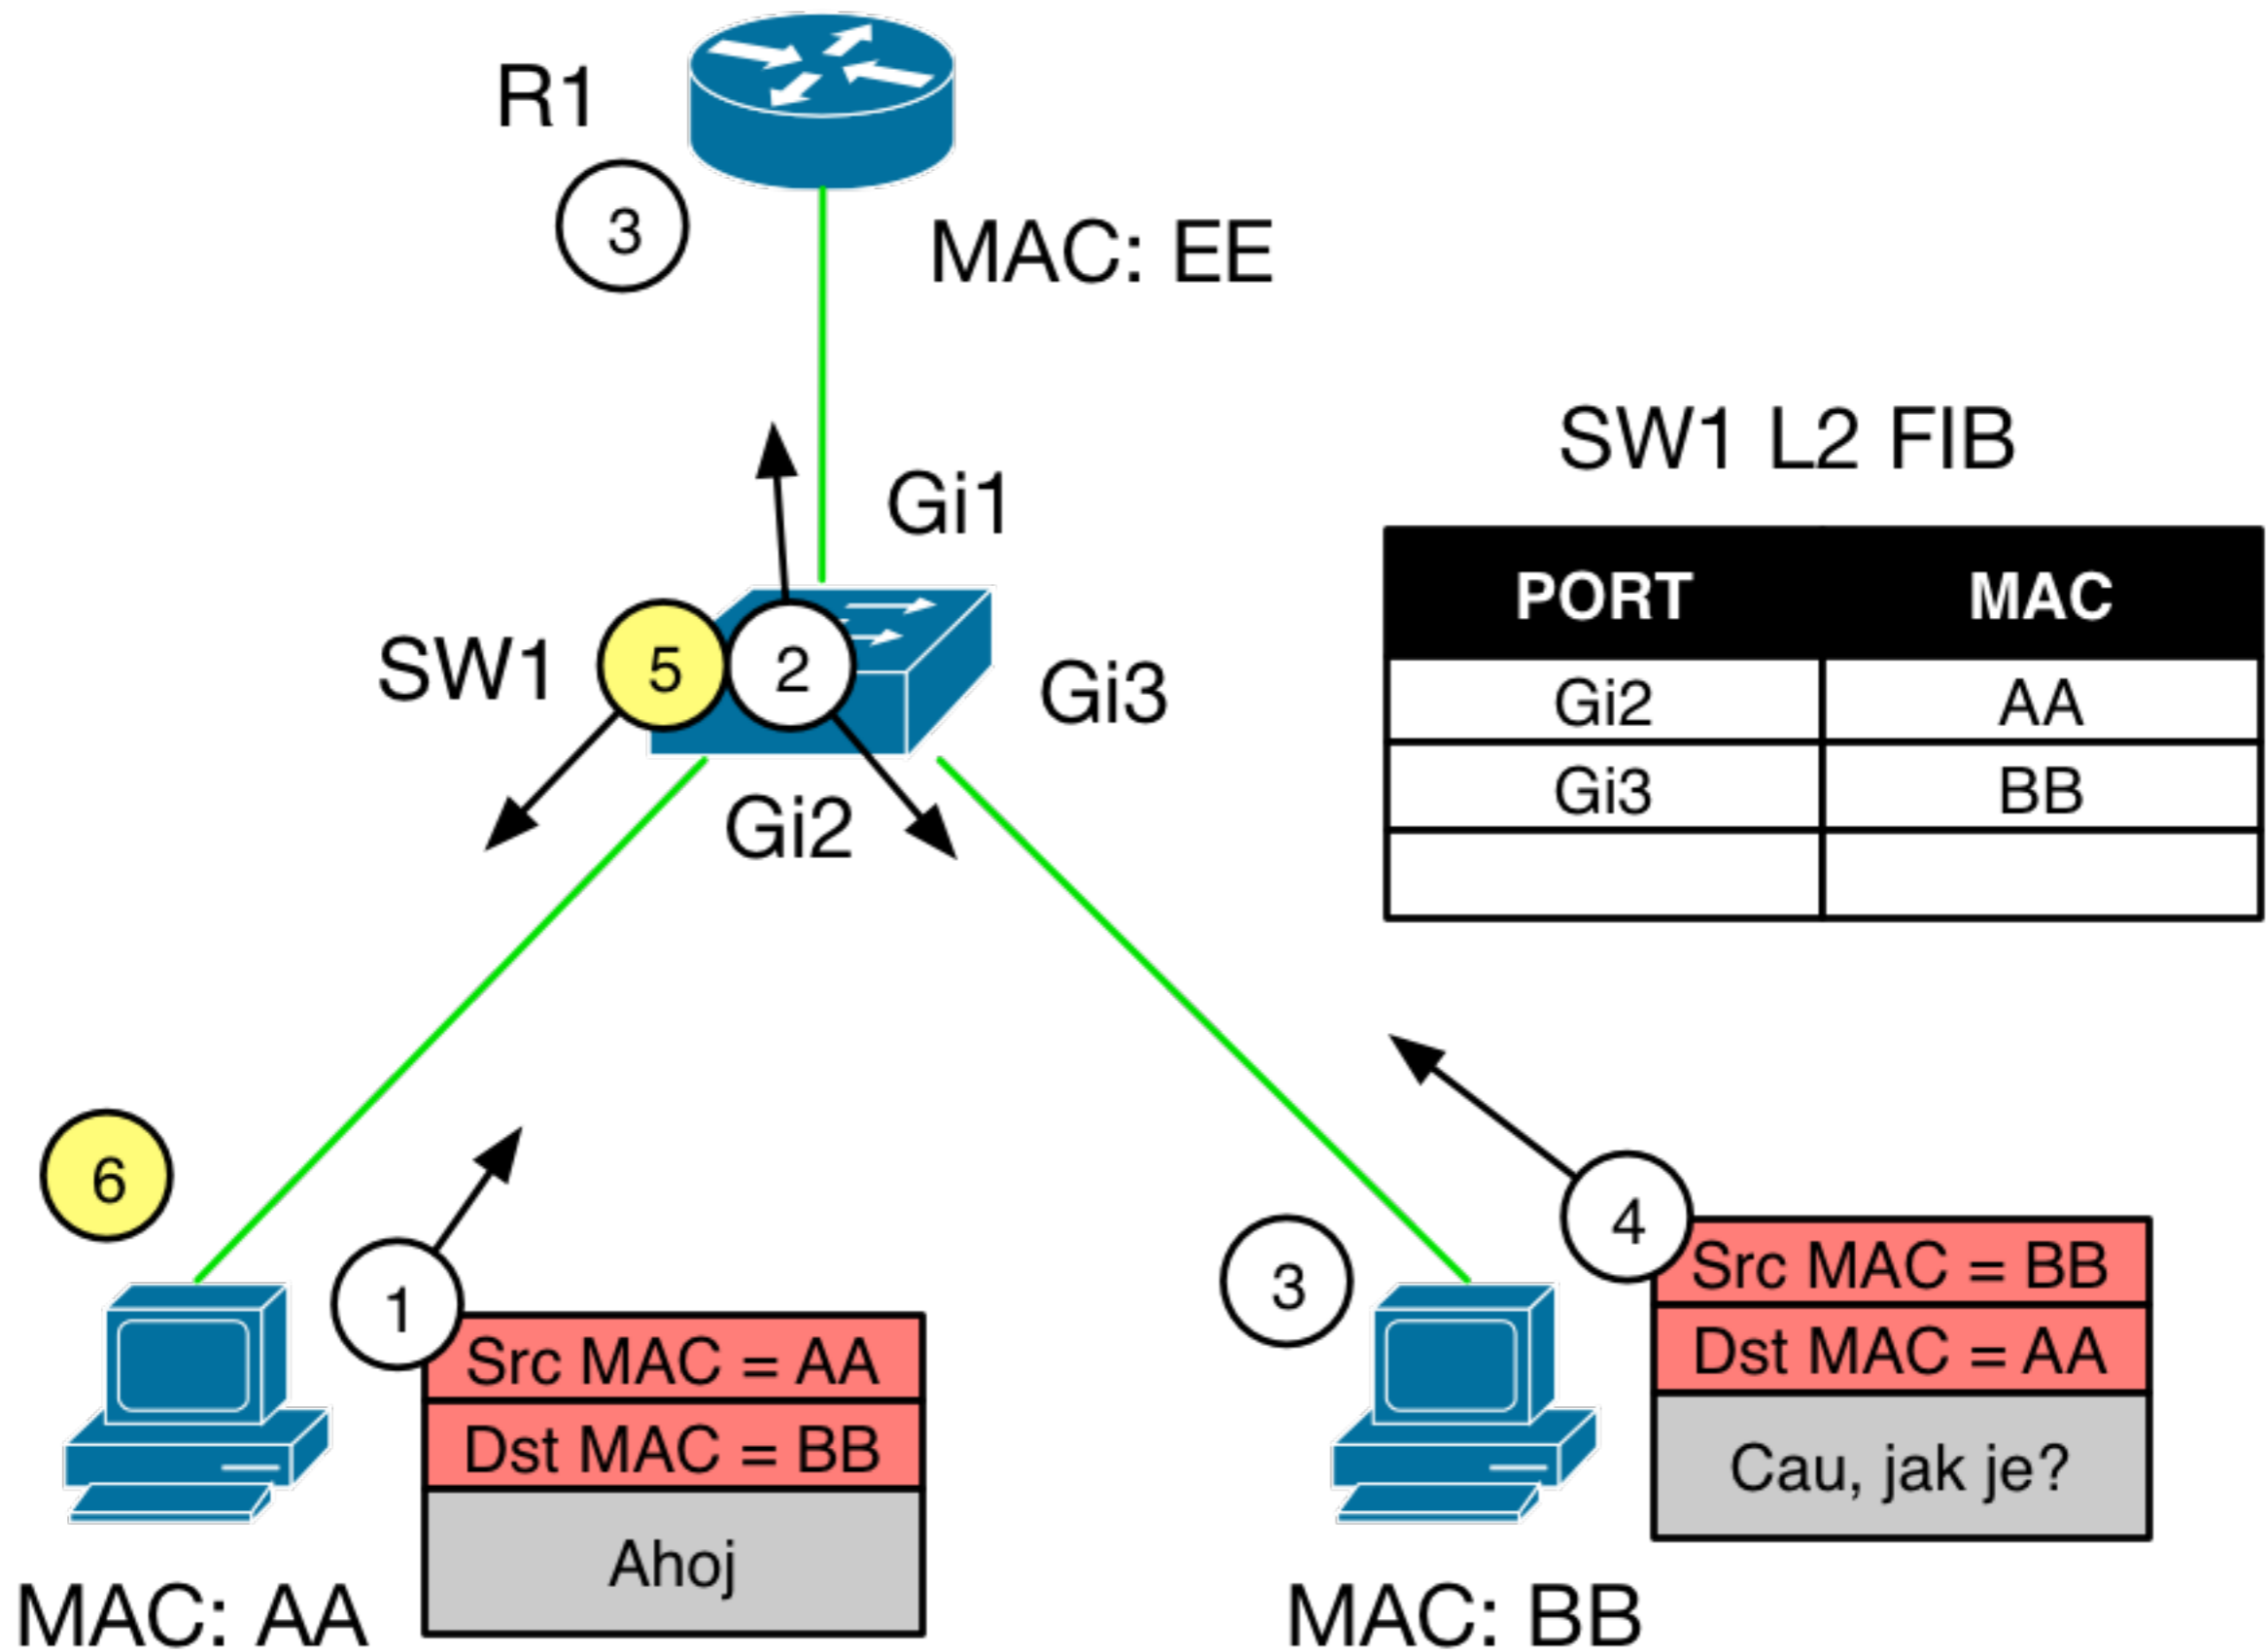 R1
3
MAC: EE
Gi1
SW1 L2 FIB
PORT MAC
Gi2 AA
Gi3 BB
SW1
5
2
Gi3
Gi2
6
1
Src MAC = AA
Dst MAC = BB
Ahoj
MAC: AA
3
4
Src MAC = BB
Dst MAC = AA
Cau, jak je?
MAC: BB